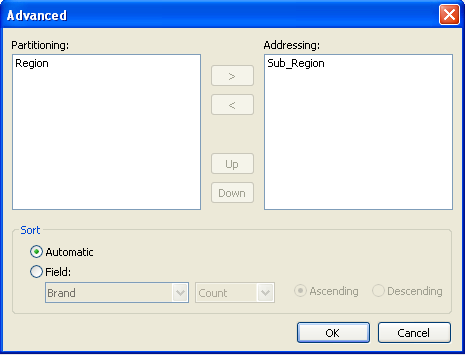 Advanced
Partitioning:
Addressing:
Region
Sub_Region
>
<
Up
Down
Sort
Automatic
Field:
Brand
Count
Ascending
Descending
OK
Cancel